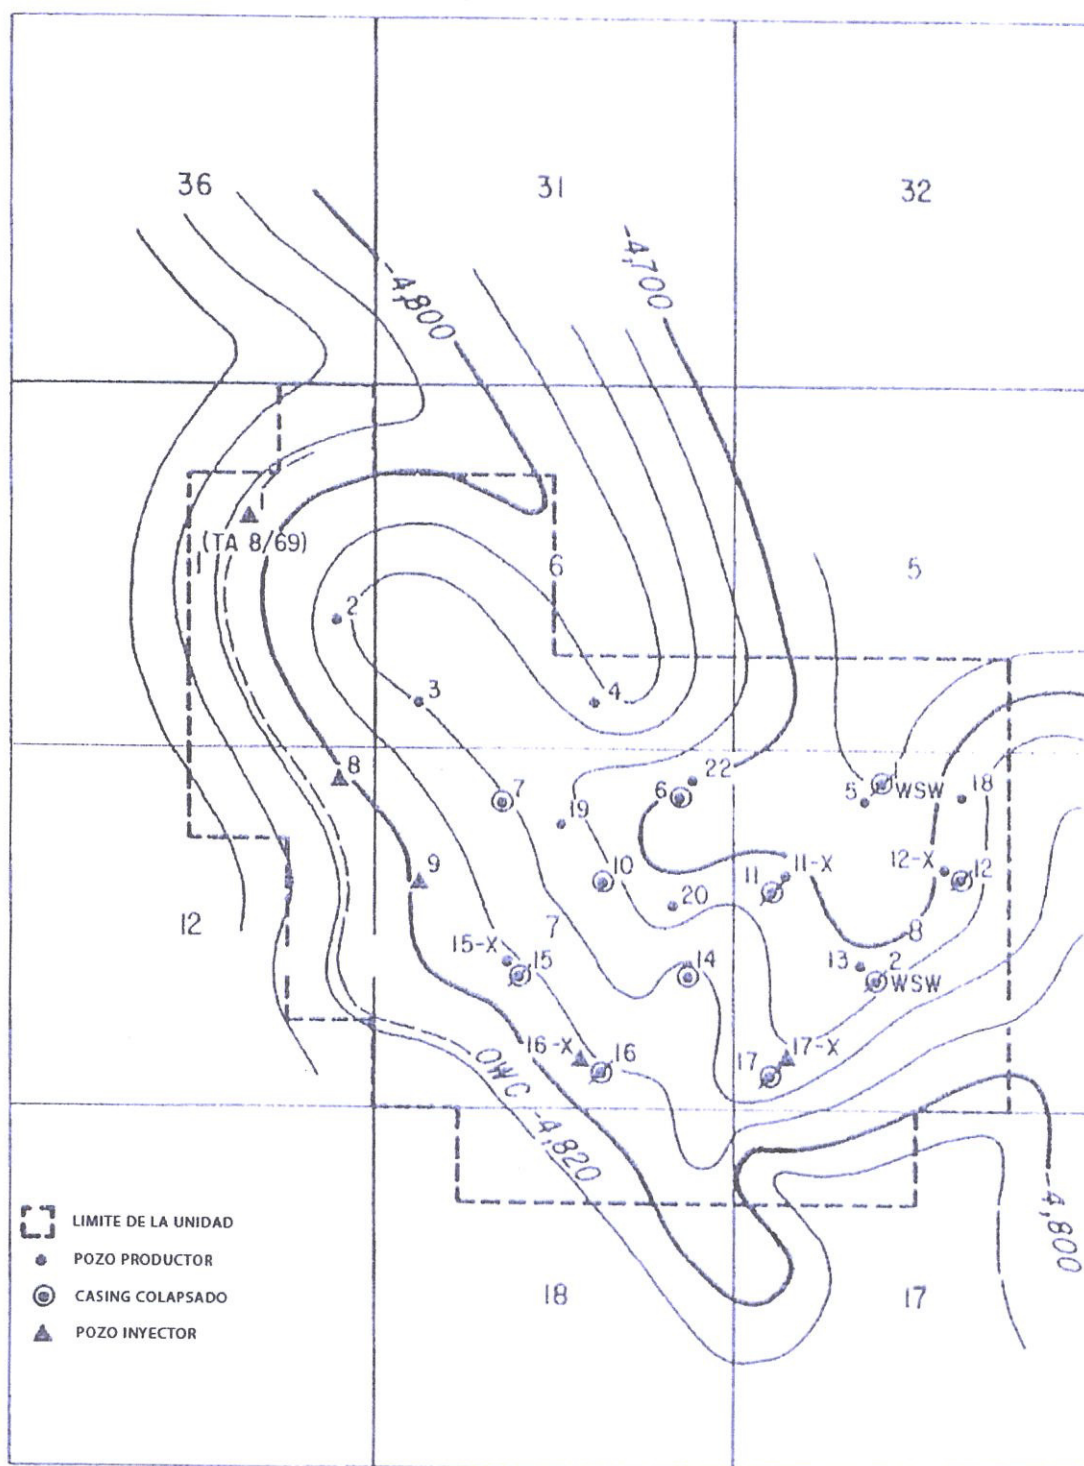 36
31
32
-4,800
-4,700
(TA 8/69)
6
5
2
3
4
8
7
6
22
5
1
WSW
18
19
9
10
11
11-X
12-X
12
20
12
15-X
15
7
14
13
8
2
WSW
16-X
16
17
17-X
OWC -4,820
-4,800
LIMITE DE LA UNIDAD
POZO PRODUCTOR
CASING COLAPSADO
POZO INYECTOR
18
17